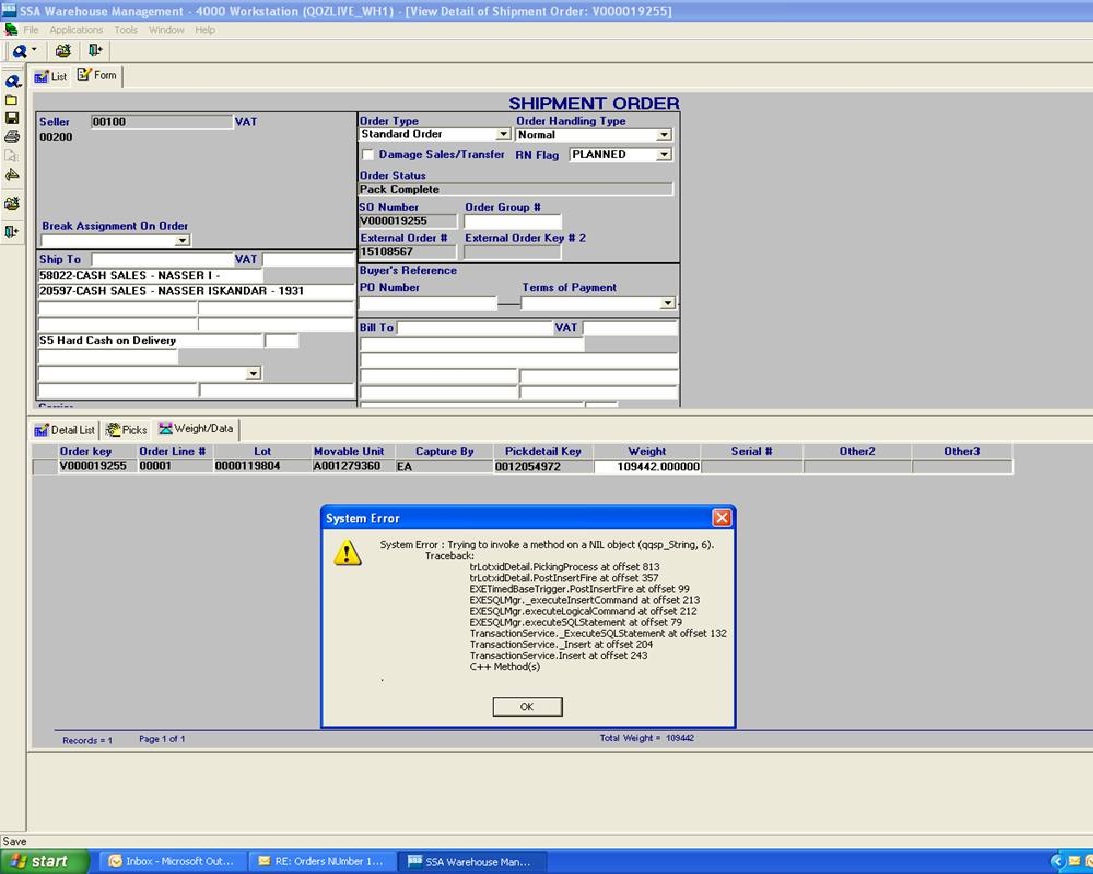 SSA Warehouse Management - 4000 Workstation (QOZLIVE_WH1) - [View Detail of Shipment Order: V000019255]
File Applications Tools Window Help
List Form
SHIPMENT ORDER
Seller 00100 VAT
00200
Order Type Order Handling Type
Standard Order Normal
Damage Sales/Transfer RN Flag PLANNED
Order Status
Pack Complete
SO Number Order Group #
V000019255
Break Assignment On Order
External Order # External Order Key # 2
15108567
Ship To VAT
58022-CASH SALES - NASSER I -
20597-CASH SALES - NASSER ISKANDAR - 1931
Buyer's Reference
PO Number Terms of Payment
Bill To VAT
S5 Hard Cash on Delivery
Carrier
Detail List Picks Weight/Data
Order key Order Line # Lot Movable Unit Capture By Pickdetail Key Weight Serial # Other2 Other3
V000019255 00001 0000119804 A001279360 EA 0012054972 109442.000000
System Error
System Error : Trying to invoke a method on a NIL object (qqsp_String, 6).
Traceback:
trLotxidDetail.PickingProcess at offset 813
trLotxidDetail.PostInsertFire at offset 357
EXETimedBaseTrigger.PostInsertFire at offset 99
EXESQLMgr._executeInsertCommand at offset 213
EXESQLMgr.executeLogicalCommand at offset 212
EXESQLMgr.executeSQLStatement at offset 79
TransactionService._ExecuteSQLStatement at offset 132
TransactionService._Insert at offset 204
TransactionService.Insert at offset 243
C++ Method(s)
.
OK
Records = 1 Page 1 of 1 Total Weight = 109442
Save
start Inbox - Microsoft Out... RE: Orders NUmber 1... SSA Warehouse Man...